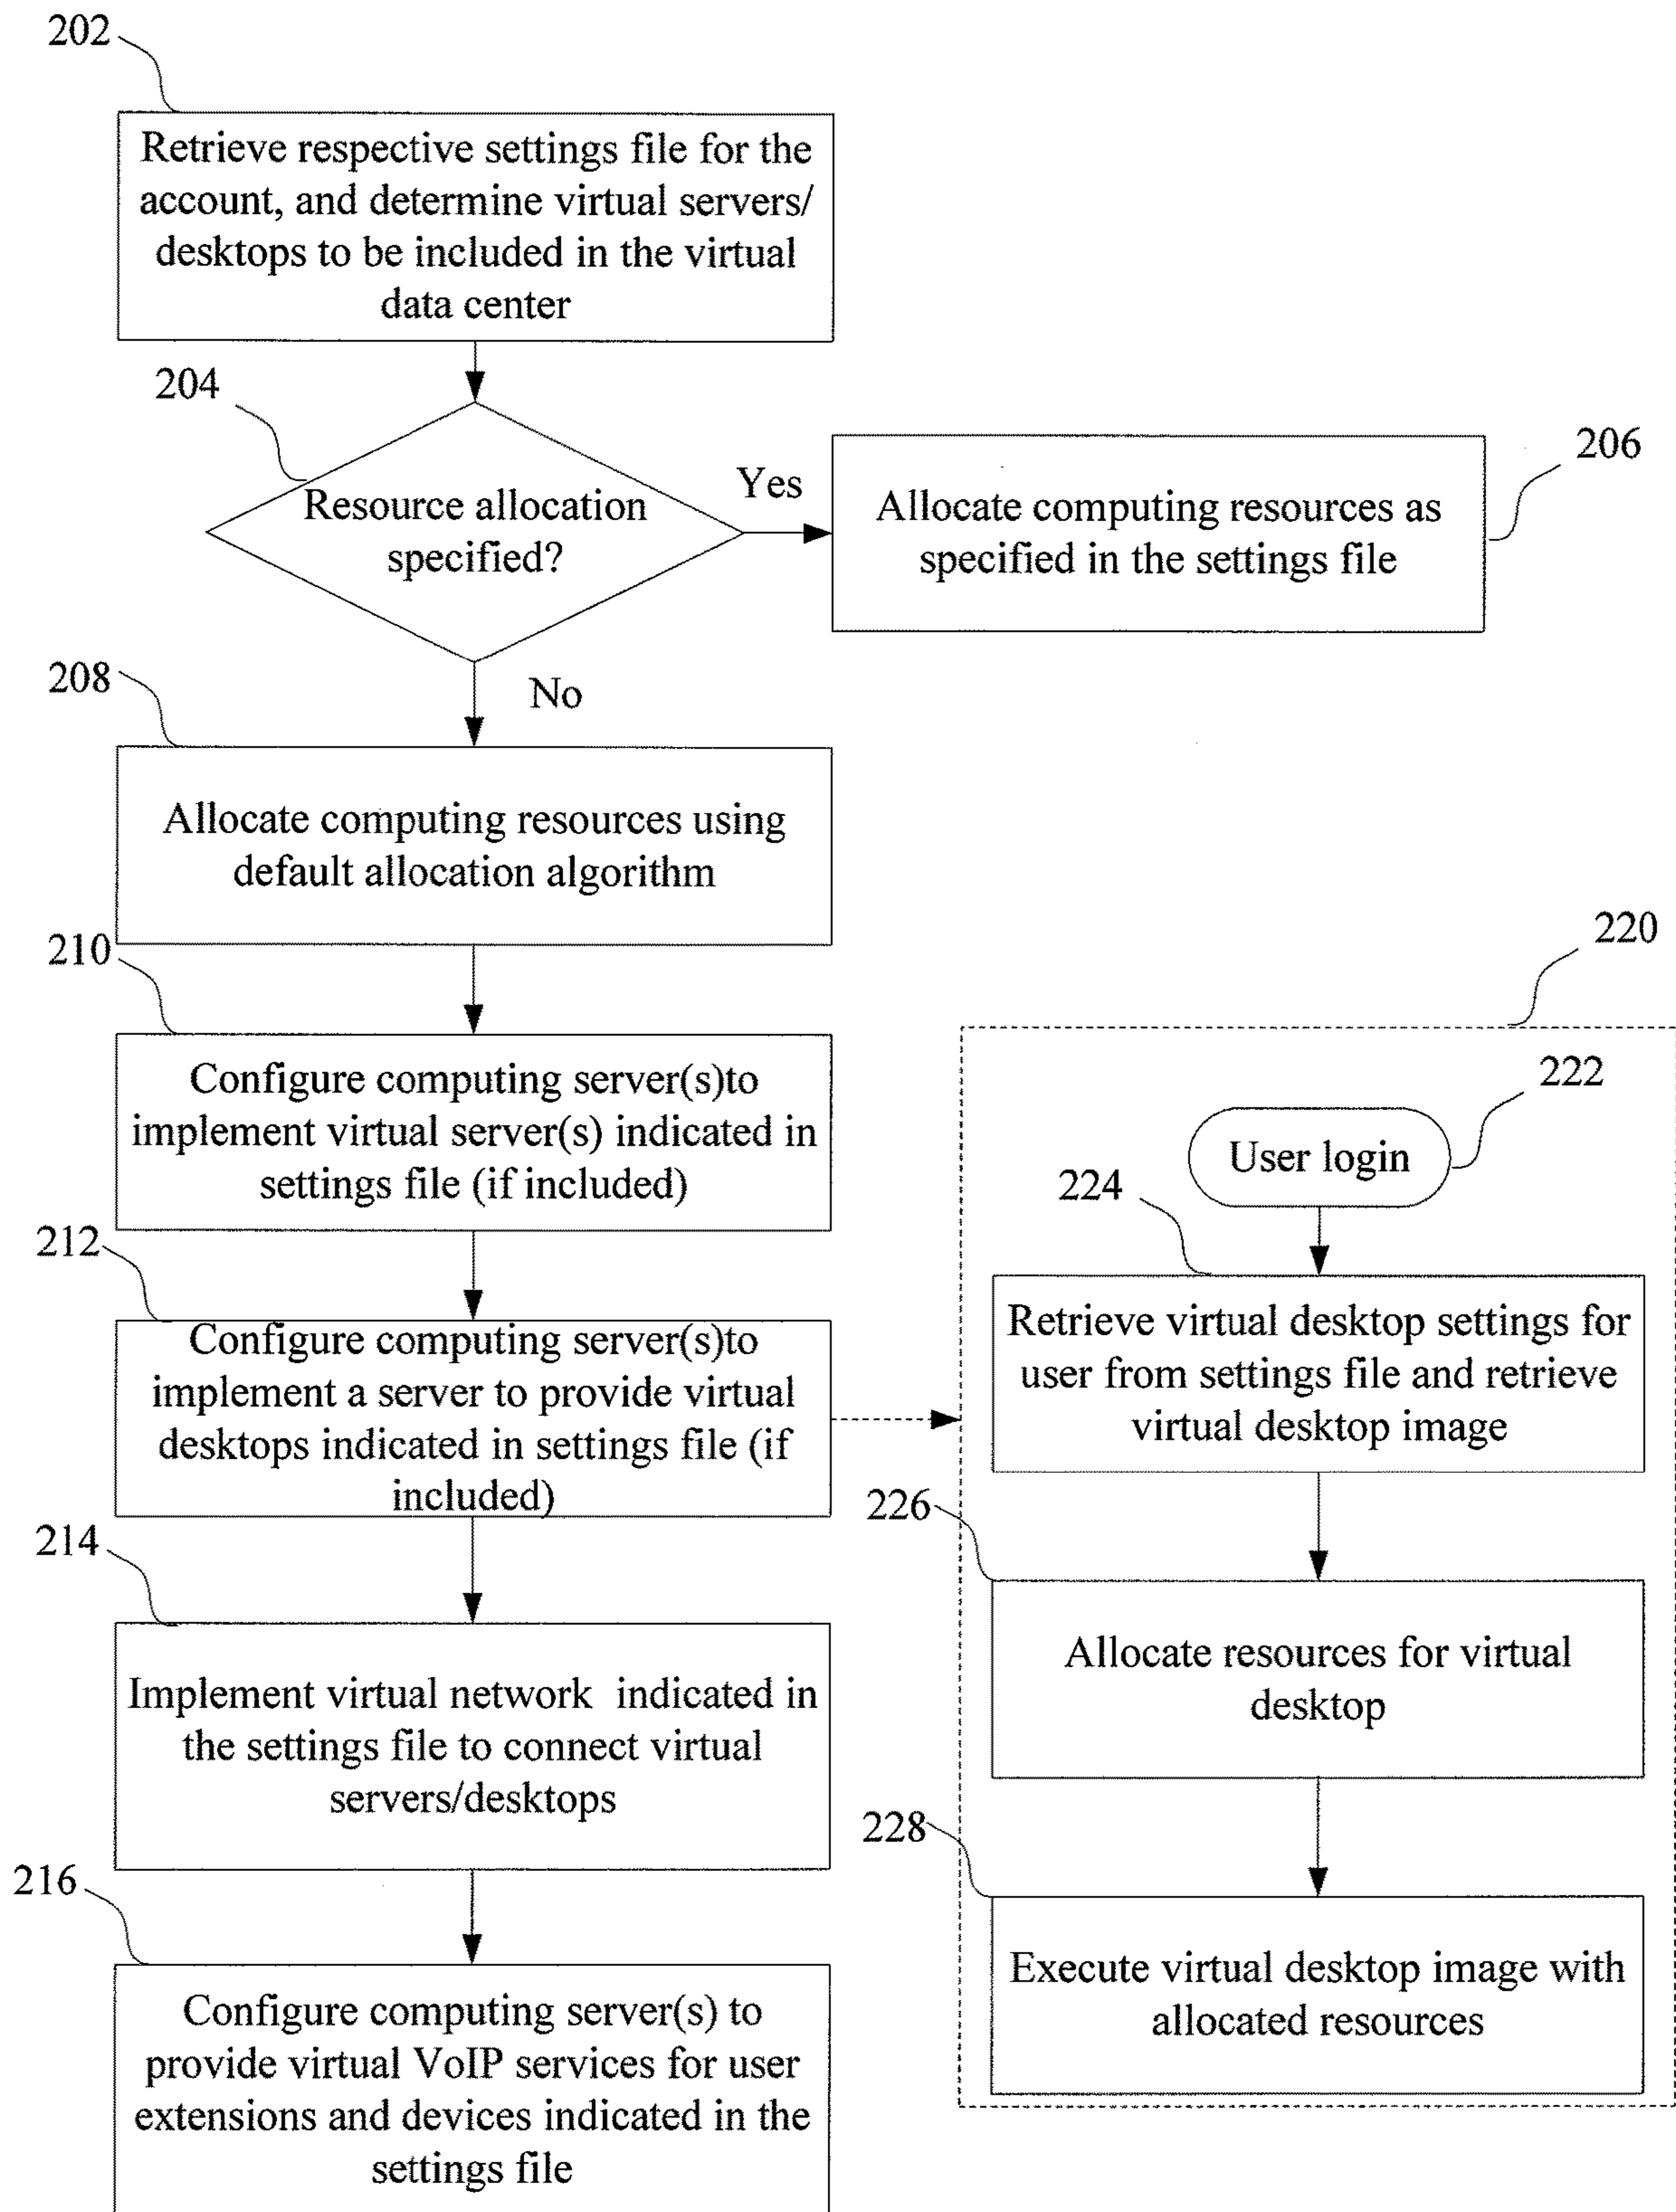 202
Retrieve respective settings file for the
account, and determine virtual servers/
desktops to be included in the virtual
data center
204
Resource allocation
specified?
Yes
206
Allocate computing resources as
specified in the settings file
No
208
Allocate computing resources using
default allocation algorithm
210
Configure computing server(s)to
implement virtual server(s) indicated in
settings file (if included)
212
Configure computing server(s)to
implement a server to provide virtual
desktops indicated in settings file (if
included)
214
Implement virtual network indicated in
the settings file to connect virtual
servers/desktops
216
Configure computing server(s) to
provide virtual VoIP services for user
extensions and devices indicated in the
settings file
220
222
User login
224
Retrieve virtual desktop settings for
user from settings file and retrieve
virtual desktop image
226
Allocate resources for virtual
desktop
228
Execute virtual desktop image with
allocated resources